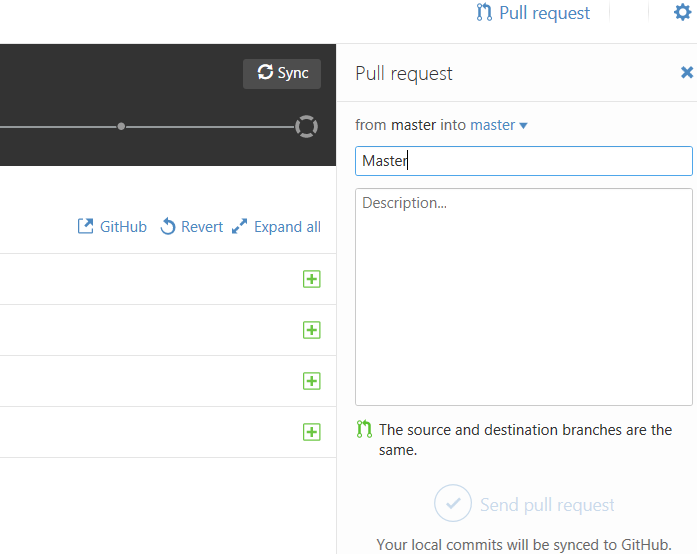 Pull request
Sync
Pull request
from master into master
Master
Description...
GitHub Revert Expand all
The source and destination branches are the
same.
Send pull request
Your local commits will be synced to GitHub.